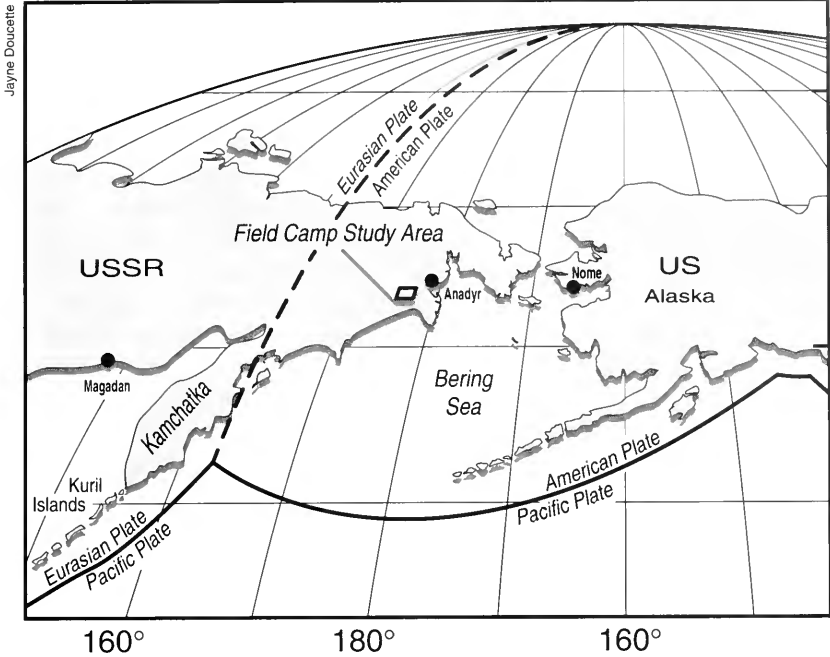 Jayne Doucette
Eurasian Plate
American Plate
Field Camp Study Area
USSR
US
Alaska
Nome
Anadyr
Magadan
Kamchatka
Bering
Sea
Kuril
Islands
American Plate
Pacific Plate
Eurasian Plate
Pacific Plate
160°
180°
160°